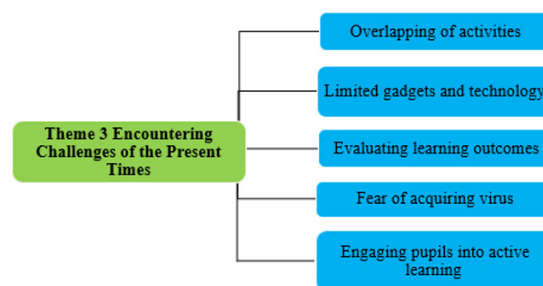 Theme 3 Encountering
Challenges of the Present
Times
Overlapping of activities
Limited gadgets and technology
Evaluating learning outcomes
Fear of acquiring virus
Engaging pupils into active
learning